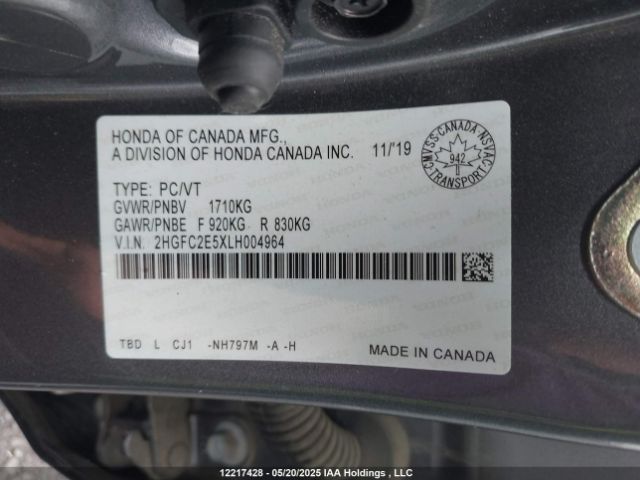 HONDA OF CANADA MFG.,
A DIVISION OF HONDA CANADA INC. 11/'19
CMVSS-CANADA-NSVAC
942
TRANSPORT
TYPE: PC/VT
GVWR/PNBV 1710KG
GAWR/PNBE F 920KG R 830KG
V.I.N. 2HGFC2E5XLH004964
TBD L CJ1 -NH797M -A -H
MADE IN CANADA
12217428 - 05/20/2025 IAA Holdings , LLC